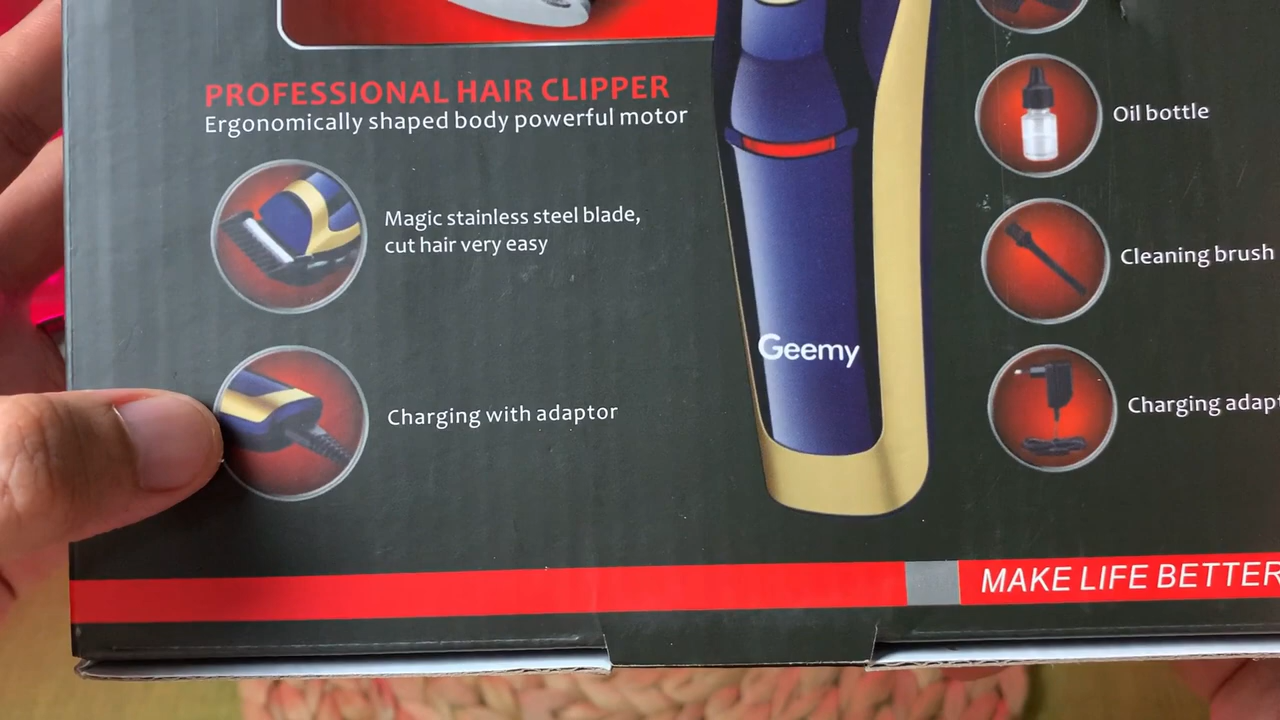 PROFESSIONAL HAIR CLIPPER
Ergonomically shaped body powerful motor
Magic stainless steel blade,
cut hair very easy
Charging with adaptor
Geemy
Oil bottle
Cleaning brush
Charging
MAKE LIFE BETTER